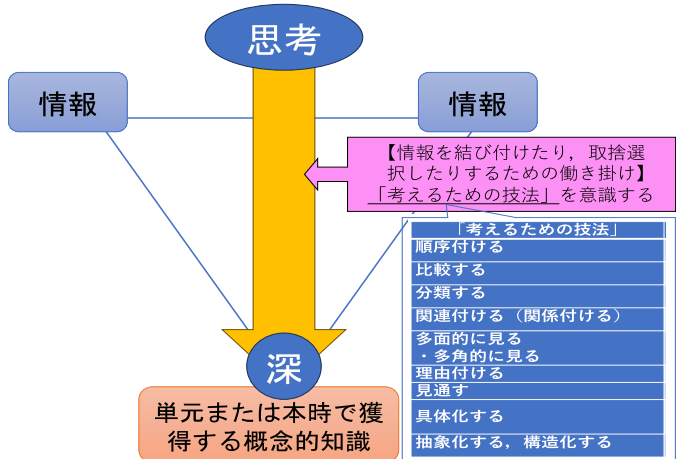 思考
情報
情報
【情報を結び付けたり，取捨選
択したりするための働き掛け】
「考えるための技法」を意識する
「考えるための技法」
順序付ける
比較する
分類する
関連付ける（関係付ける）
多面的に見る
・多角的に見る
理由付ける
見通す
具体化する
抽象化する，構造化する
深
単元または本時で獲
得する概念的知識